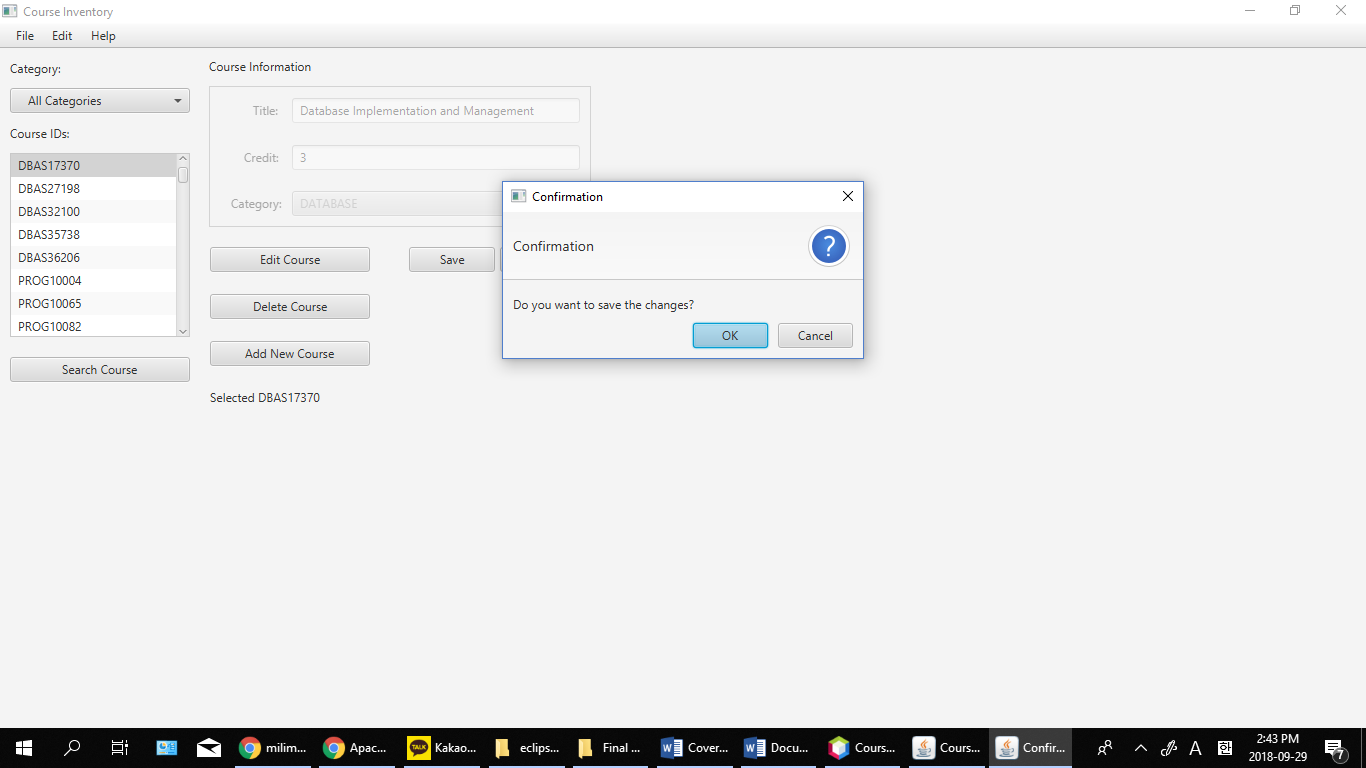 Course Inventory
File Edit Help
Category:
All Categories
Course IDs:
DBAS17370
DBAS27198
DBAS32100
DBAS35738
DBAS36206
PROG10004
PROG10065
PROG10082
Search Course
Course Information
Title: Database Implementation and Management
Credit: 3
Category: DATABASE
Edit Course
Save
Delete Course
Add New Course
Selected DBAS17370
Confirmation
Confirmation
?
Do you want to save the changes?
OK Cancel
milim...
Apac...
TALK
Kakao...
eclips...
Final ...
Cover...
Docu...
Cours...
Cours...
Confir...
A
한
2:43 PM
2018-09-29
7